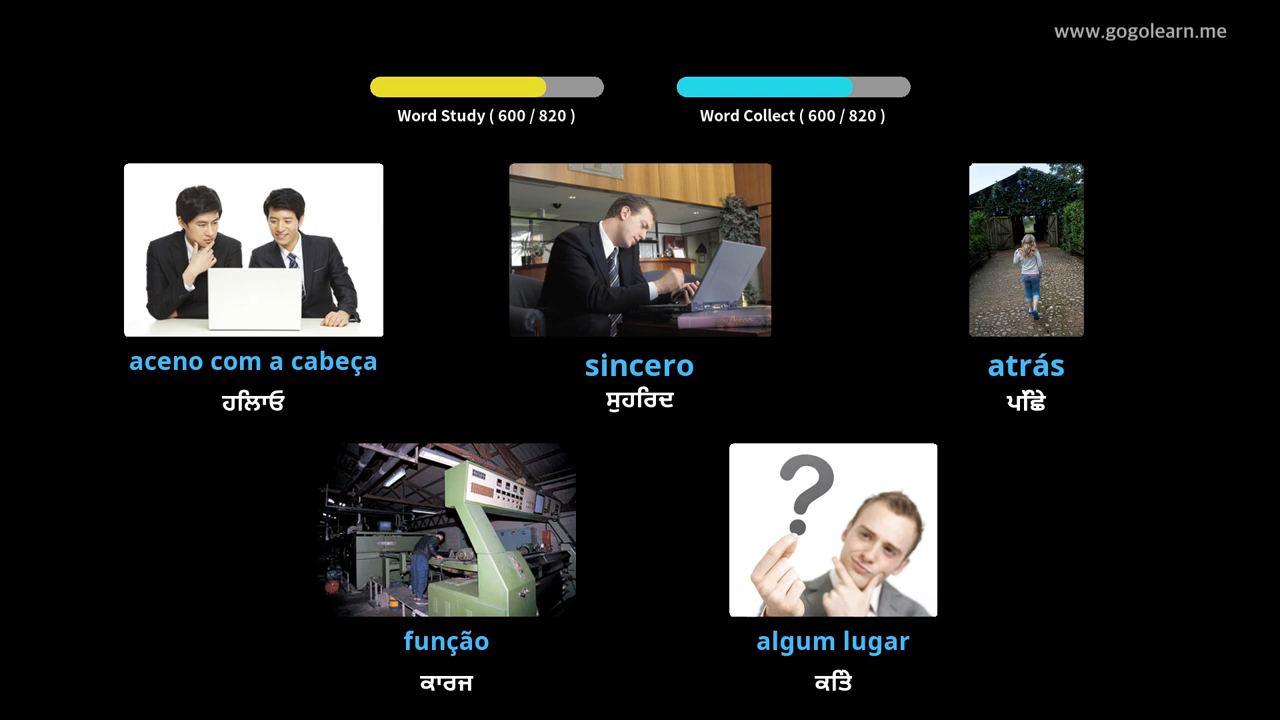 www.gogolearn.me
Word Study ( 600 / 820 )
Word Collect ( 600 / 820 )
aceno com a cabeça
ਹਲਿਾਓ
sincero
ਸੁਹਰਿਦ
atrás
ਪੱਛੇ
função
ਕਾਰਜ
algum lugar
ਕਤਿੇ